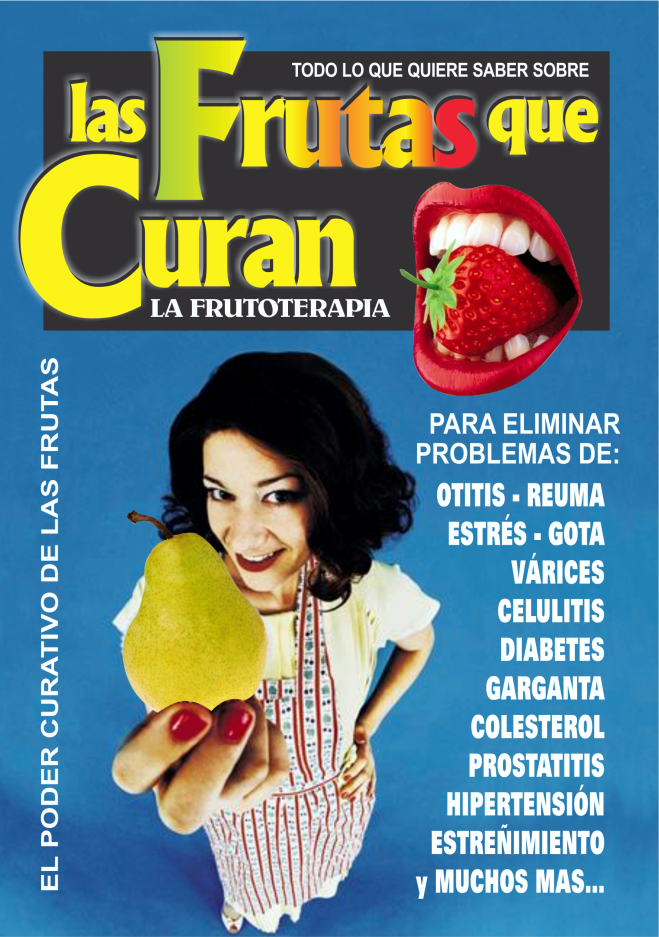 TODO LO QUE QUIERE SABER SOBRE
las Frutas que
Curan
LA FRUTOTERAPIA
EL PODER CURATIVO DE LAS FRUTAS
PARA ELIMINAR
PROBLEMAS DE:
OTITIS - REUMA
ESTRÉS - GOTA
VÁRICES
CELULITIS
DIABETES
GARGANTA
COLESTEROL
PROSTATITIS
HIPERTENSIÓN
ESTREÑIMIENTO
y MUCHOS MAS...